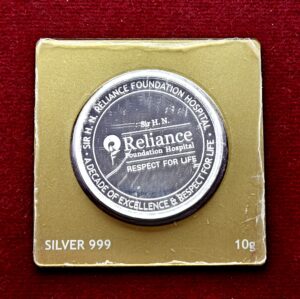 SIR H. N. RELIANCE FOUNDATION HOSPITAL
Sir H. N.
Reliance
Foundation Hospital
RESPECT FOR LIFE
• A DECADE OF EXCELLENCE & RESPECT FOR LIFE •
SILVER 999
10g